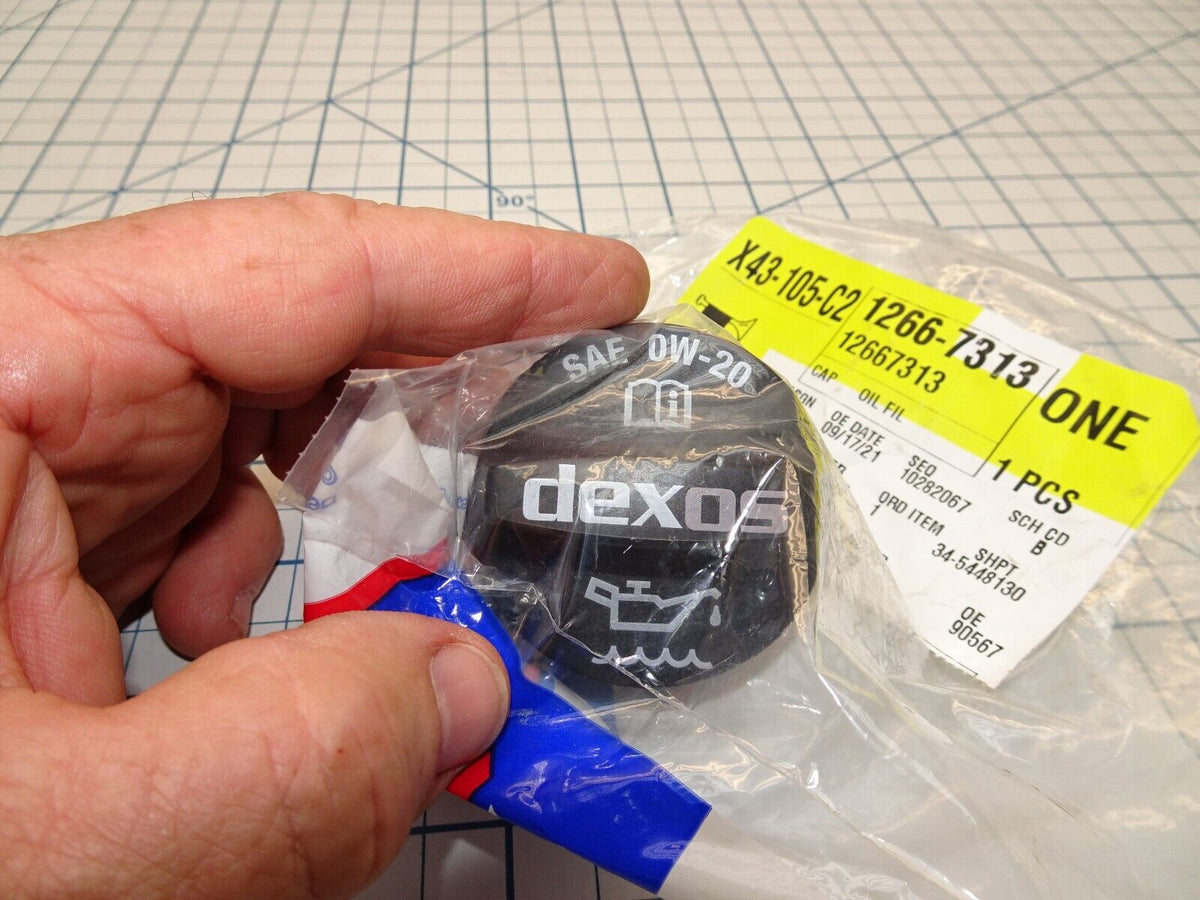 90°
X43-105-C2
1266-7313
12667313
CAP OIL FIL
ONE
1 PCS
OE DATE
09/17/21
SEQ
10282067
SCH CD
B
ORD ITEM
1
SHPT
34-5448130
OE
90567
SAE 0W-20
i
dexos